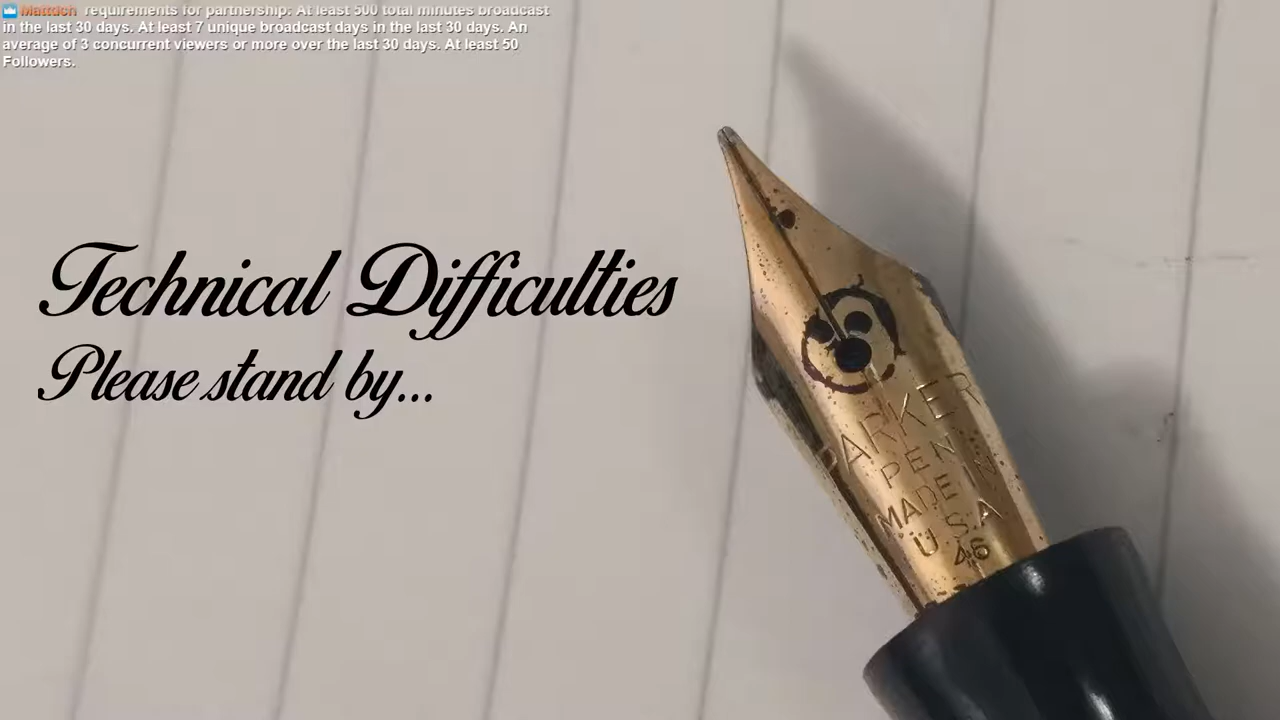 Mattdch requirements for partnership: At least 500 total minutes broadcast
in the last 30 days. At least 7 unique broadcast days in the last 30 days. An
average of 3 concurrent viewers or more over the last 30 days. At least 50
Followers.
Technical Difficulties
Please stand by...
PARKER
PEN
MADE IN
U.S.A
46